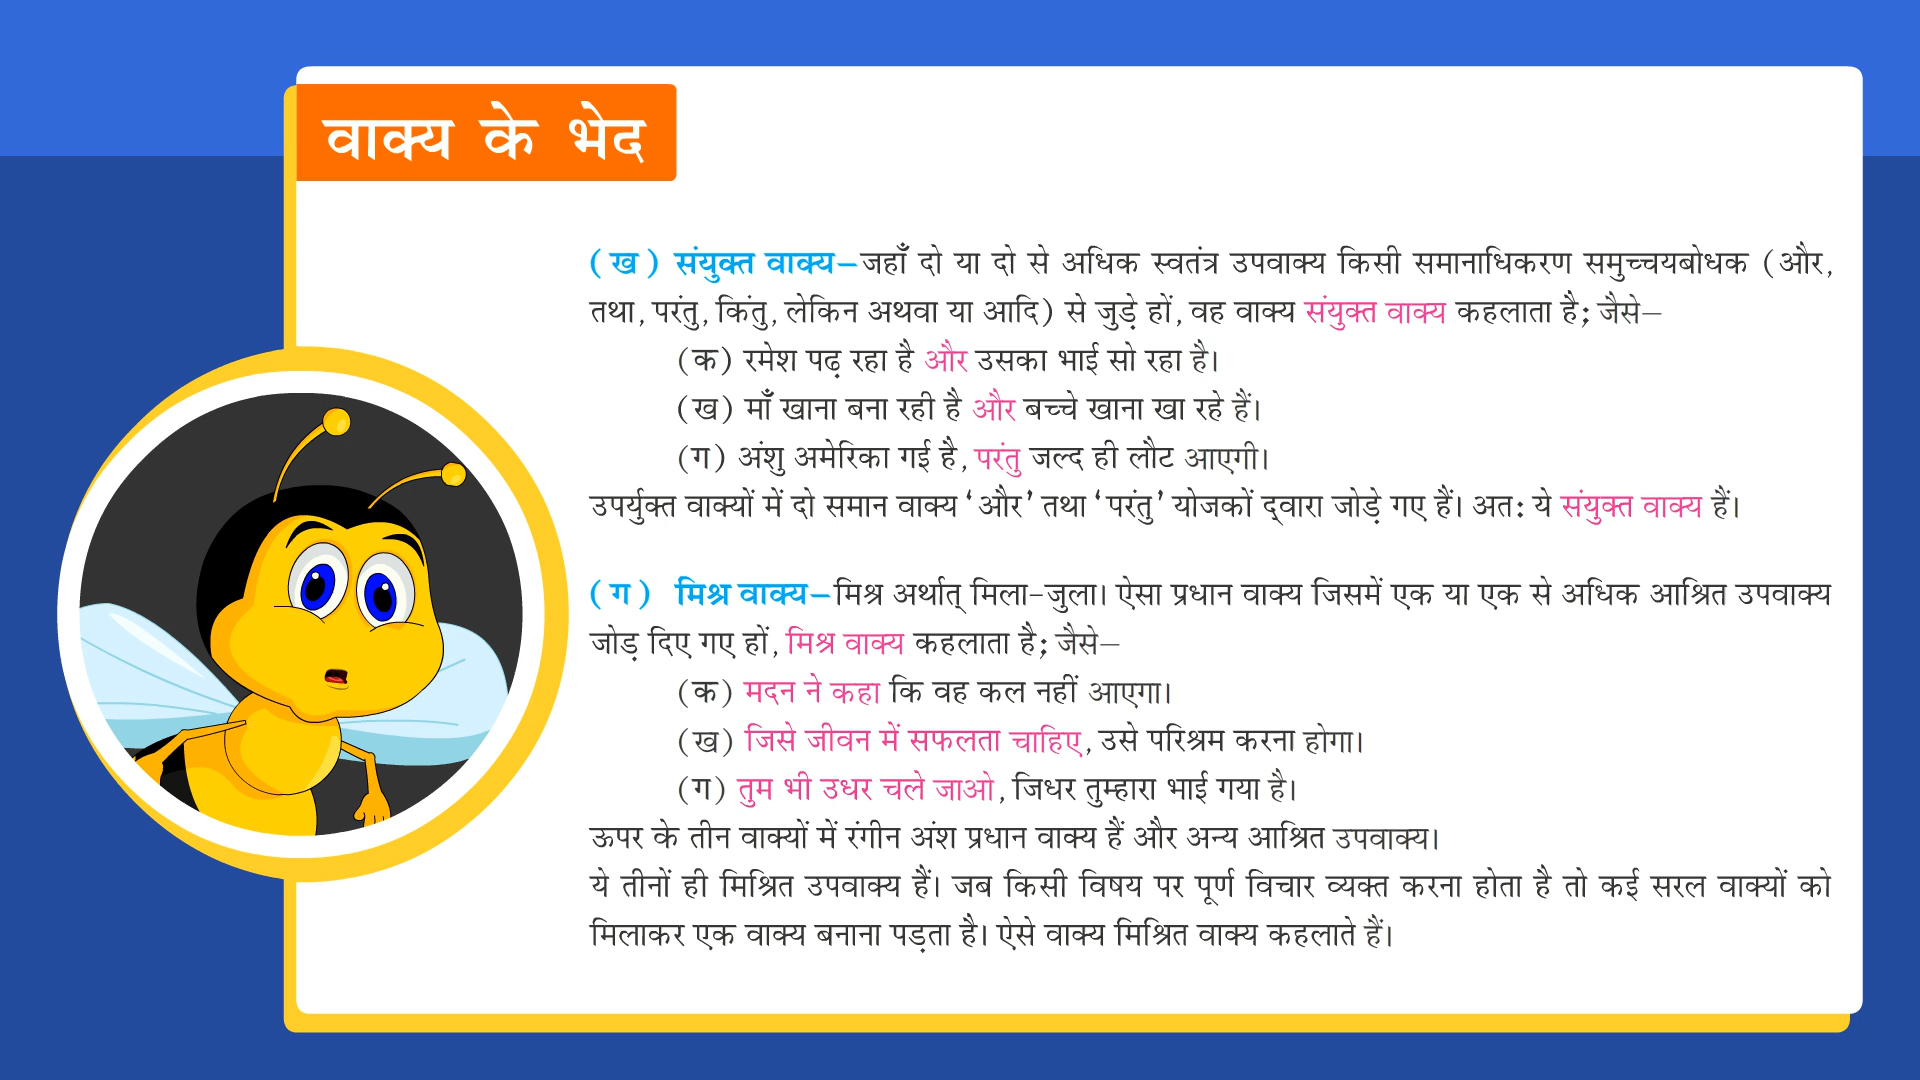 वाक्य के भेद
(ख) संयुक्त वाक्य–जहाँ दो या दो से अधिक स्वतंत्र उपवाक्य किसी समानाधिकरण समुच्चयबोधक (और,
तथा, परंतु, किंतु, लेकिन अथवा या आदि) से जुड़े हों, वह वाक्य संयुक्त वाक्य कहलाता है; जैसे–
(क) रमेश पढ़ रहा है और उसका भाई सो रहा है।
(ख) माँ खाना बना रही है और बच्चे खाना खा रहे हैं।
(ग) अंशु अमेरिका गई है, परंतु जल्द ही लौट आएगी।
उपर्युक्त वाक्यों में दो समान वाक्य ‘और’ तथा ‘परंतु’ योजकों द्‌वारा जोड़े गए हैं। अत: ये संयुक्त वाक्य हैं।
(ग) मिश्र वाक्य–मिश्र अर्थात् मिला-जुला। ऐसा प्रधान वाक्य जिसमें एक या एक से अधिक आश्रित उपवाक्य
जोड़ दिए गए हों, मिश्र वाक्य कहलाता है; जैसे–
(क) मदन ने कहा कि वह कल नहीं आएगा।
(ख) जिसे जीवन में सफलता चाहिए, उसे परिश्रम करना होगा।
(ग) तुम भी उधर चले जाओ, जिधर तुम्हारा भाई गया है।
ऊपर के तीन वाक्यों में रंगीन अंश प्रधान वाक्य हैं और अन्य आश्रित उपवाक्य।
ये तीनों ही मिश्रित उपवाक्य हैं। जब किसी विषय पर पूर्ण विचार व्यक्त करना होता है तो कई सरल वाक्यों को
मिलाकर एक वाक्य बनाना पड़ता है। ऐसे वाक्य मिश्रित वाक्य कहलाते हैं।